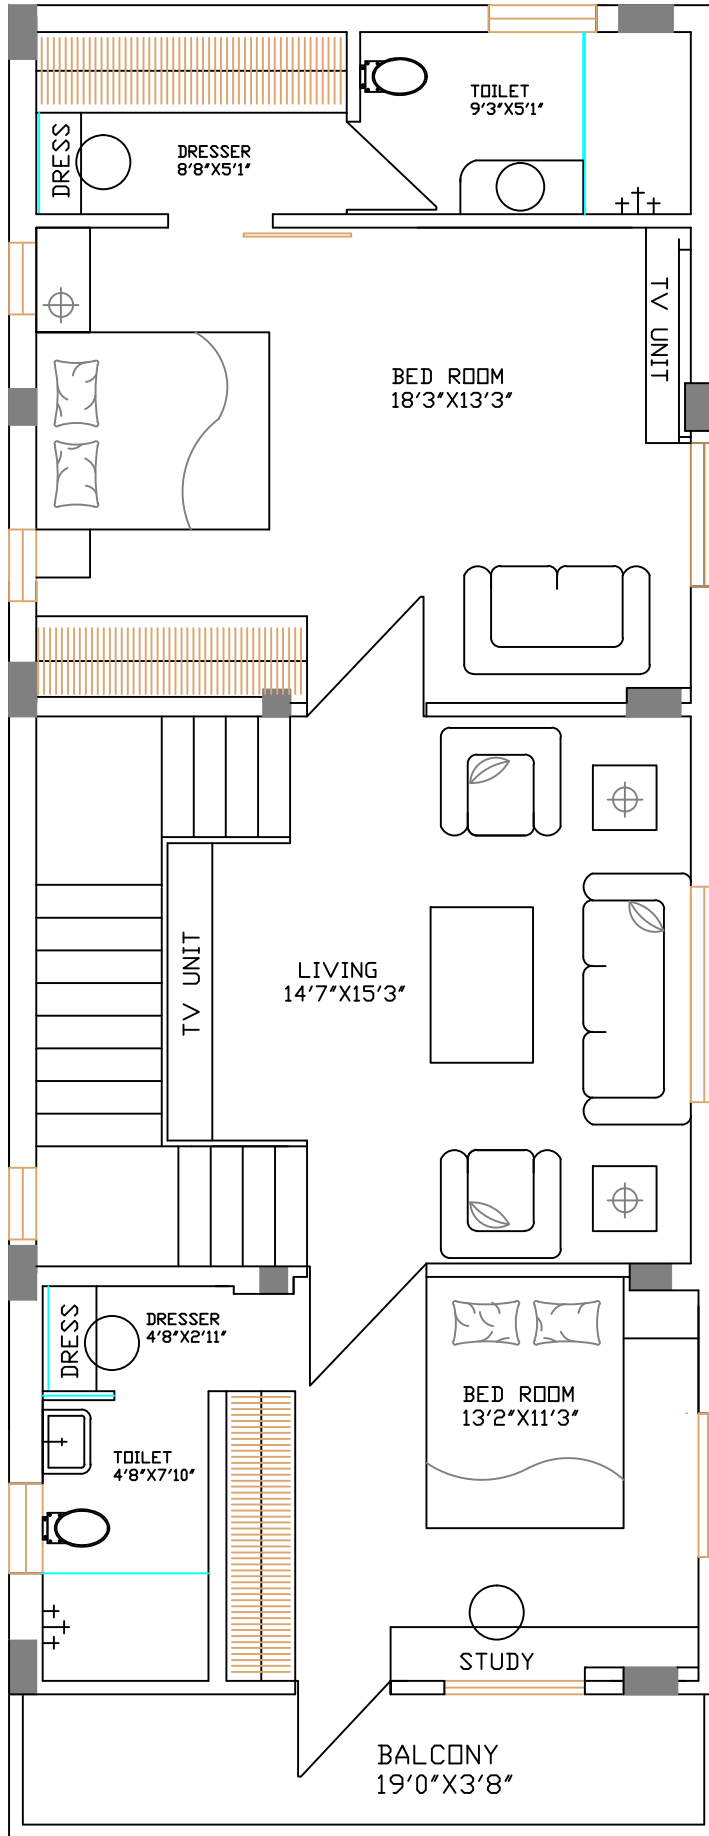 TOILET
9'3"X5'1"
DRESS
DRESSER
8'8"X5'1"
TV UNIT
BED ROOM
18'3"X13'3"
TV UNIT
LIVING
14'7"X15'3"
DRESS
DRESSER
4'8"X2'11"
BED ROOM
13'2"X11'3"
TOILET
4'8"X7'10"
STUDY
BALCONY
19'0"X3'8"